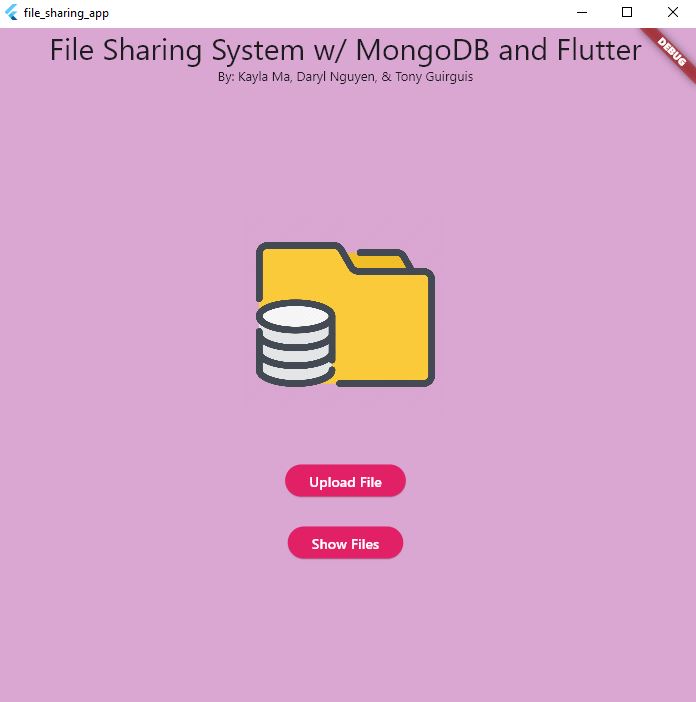 file_sharing_app
DEBUG
File Sharing System w/ MongoDB and Flutter
By: Kayla Ma, Daryl Nguyen, & Tony Guirguis
Upload File
Show Files